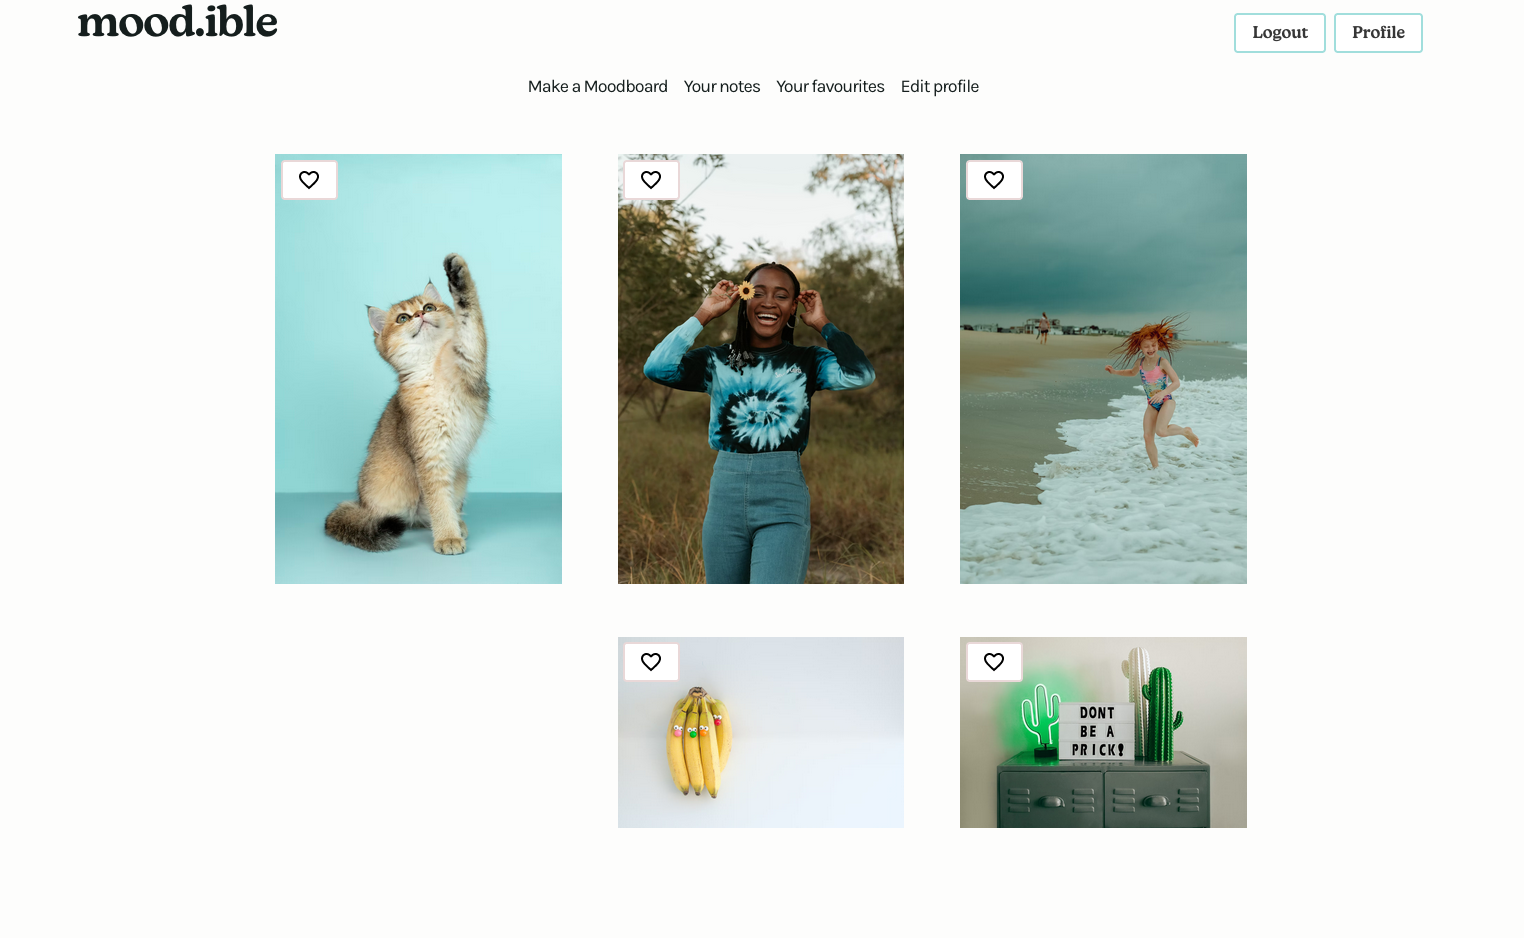 mood.ible
Logout
Profile
Make a Moodboard
Your notes
Your favourites
Edit profile
DONT
BE A
PRICK!